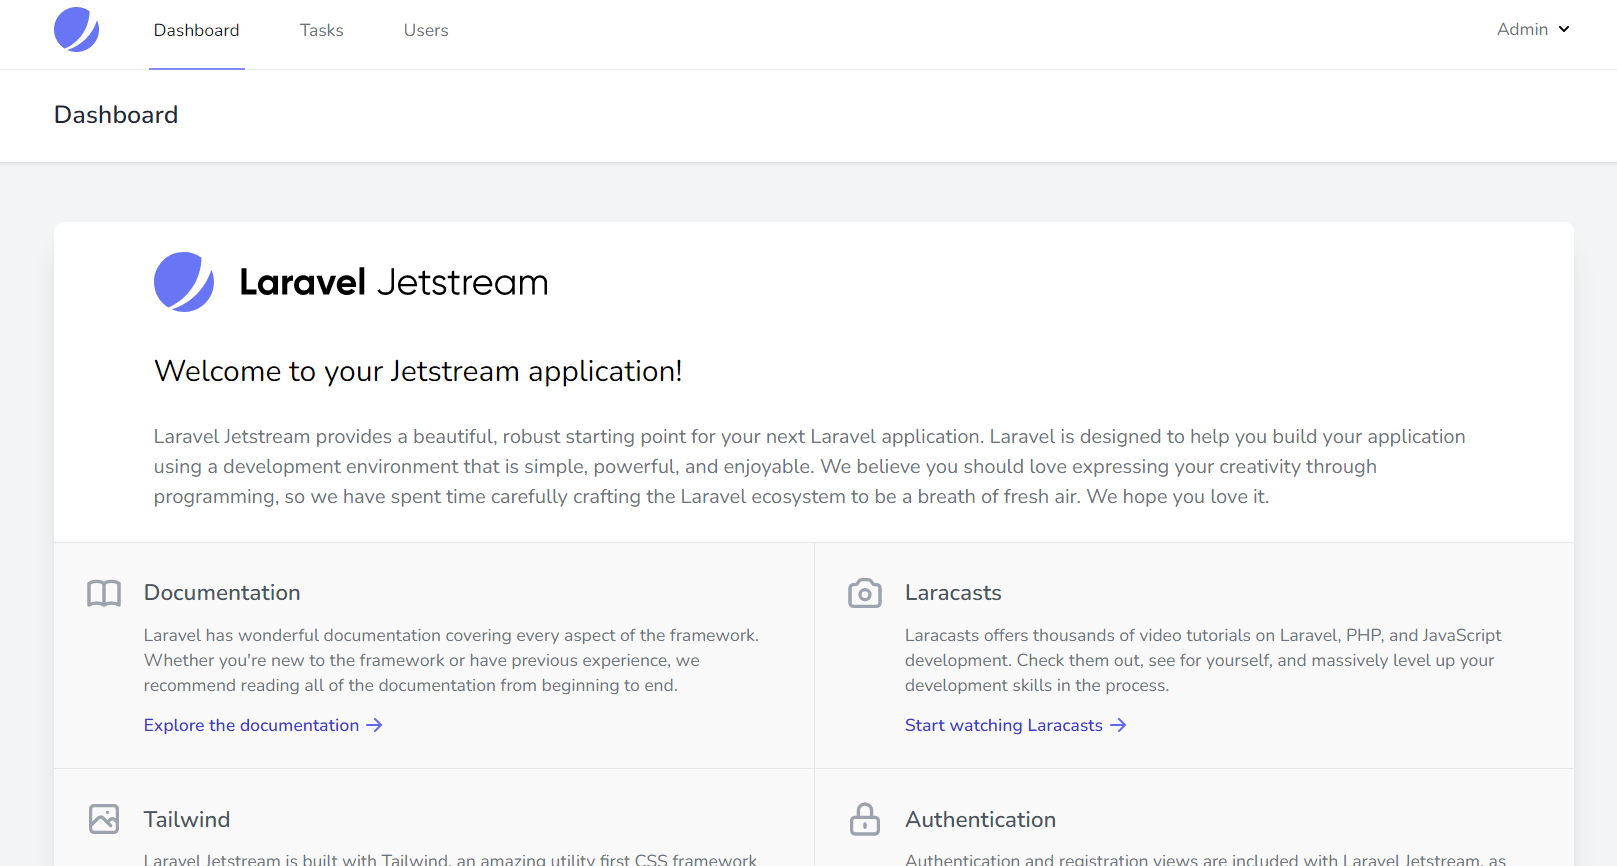 Dashboard Tasks Users Admin
Dashboard
Laravel Jetstream
Welcome to your Jetstream application!
Laravel Jetstream provides a beautiful, robust starting point for your next Laravel application. Laravel is designed to help you build your application
using a development environment that is simple, powerful, and enjoyable. We believe you should love expressing your creativity through
programming, so we have spent time carefully crafting the Laravel ecosystem to be a breath of fresh air. We hope you love it.
Documentation
Laravel has wonderful documentation covering every aspect of the framework.
Whether you're new to the framework or have previous experience, we
recommend reading all of the documentation from beginning to end.
Explore the documentation
Laracasts
Laracasts offers thousands of video tutorials on Laravel, PHP, and JavaScript
development. Check them out, see for yourself, and massively level up your
development skills in the process.
Start watching Laracasts
Tailwind
Laravel Jetstream is built with Tailwind, an amazing utility first CSS framework
Authentication
Authentication and registration views are included with Laravel Jetstream, as